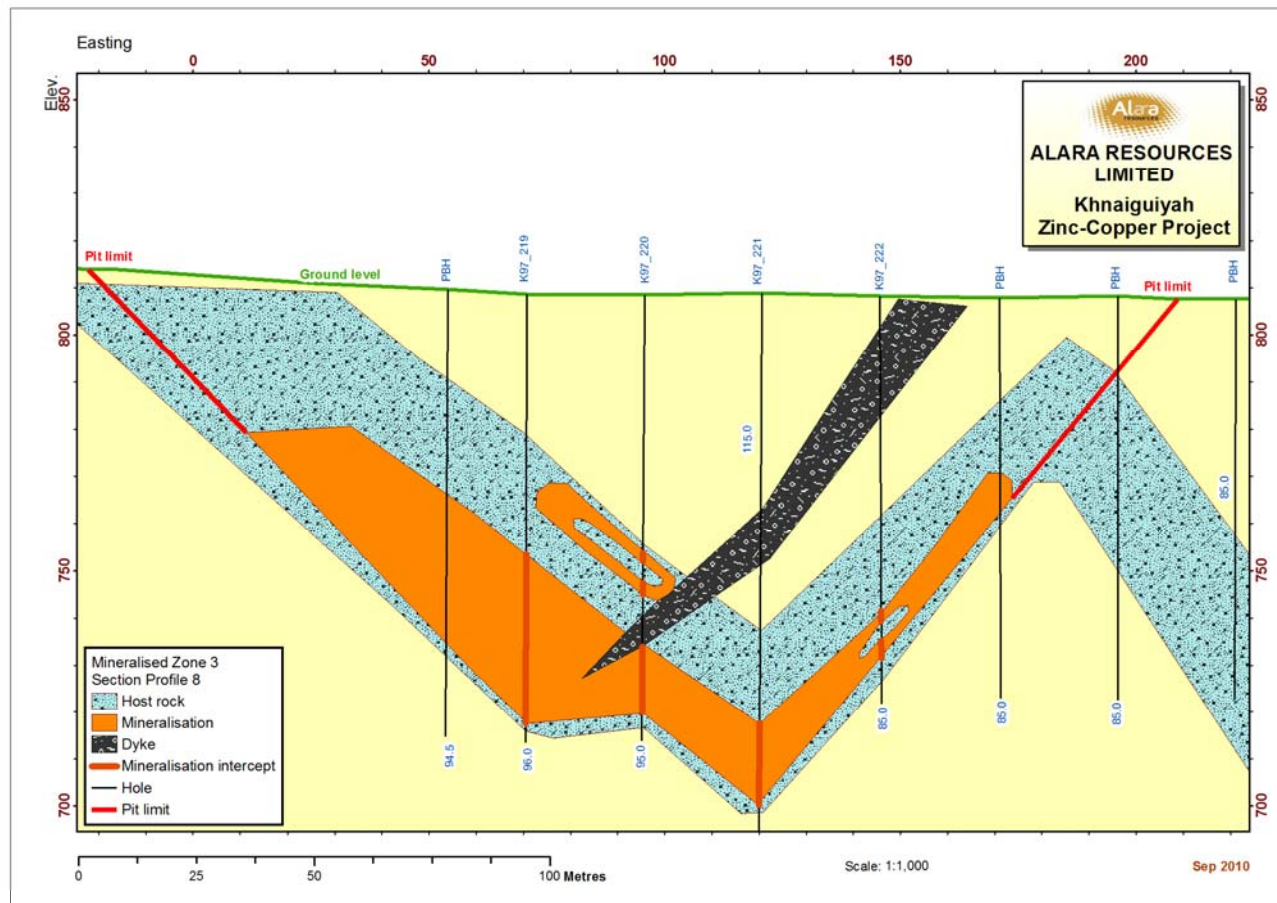 Easting
0 50 100 150 200
Elev.
850
800
750
700
850
800
750
700
Alara
RESOURCES
ALARA RESOURCES
LIMITED
Khnaiguiyah
Zinc-Copper Project
Pit limit
Ground level
PBH
K97_219
K97_220
K97_221
K97_222
PBH
PBH
Pit limit
PBH
115.0
85.0
94.5
96.0
95.0
85.0
85.0
85.0
Mineralised Zone 3
Section Profile 8
Host rock
Mineralisation
Dyke
Mineralisation intercept
Hole
Pit limit
0 25 50 100 Metres
Scale: 1:1,000
Sep 2010